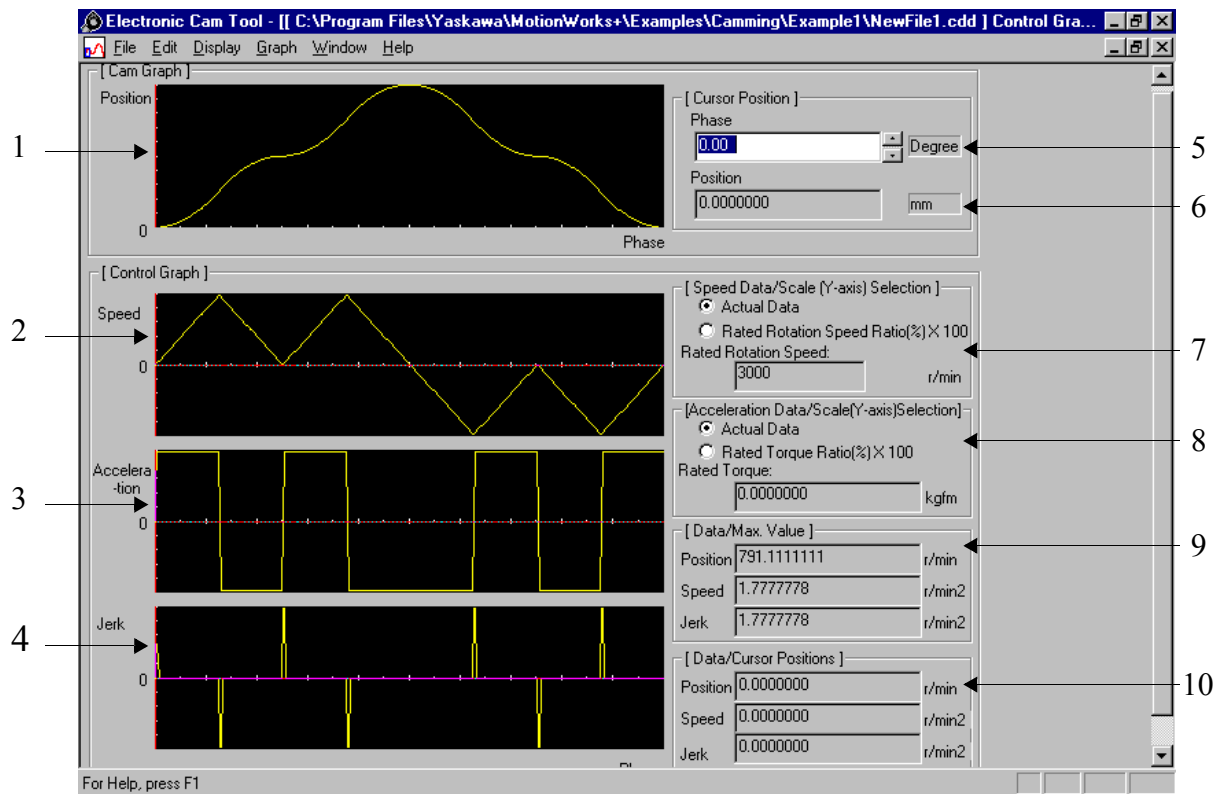 Electronic Cam Tool - [[ C:\Program Files\Yaskawa\MotionWorks+\Examples\Camming\Example1\NewFile1.cdd ] Control Gra...
File Edit Display Graph Window Help
[ Cam Graph ]
Position
0
Phase
1
[ Cursor Position ]
Phase
0.00
Degree
5
Position
0.0000000
mm
6
[ Control Graph ]
Speed
0
2
Accelera
-tion
0
3
Jerk
0
4
[ Speed Data/Scale (Y-axis) Selection ]
Actual Data
Rated Rotation Speed Ratio(%) X 100
Rated Rotation Speed:
3000
r/min
7
[Acceleration Data/Scale(Y-axis)Selection]
Actual Data
Rated Torque Ratio(%) X 100
Rated Torque:
0.0000000
kgfm
8
[ Data/Max. Value ]
Position 791.1111111 r/min
Speed 1.7777778 r/min2
Jerk 1.7777778 r/min2
9
[ Data/Cursor Positions ]
Position 0.0000000 r/min
Speed 0.0000000 r/min2
Jerk 0.0000000 r/min2
10
For Help, press F1